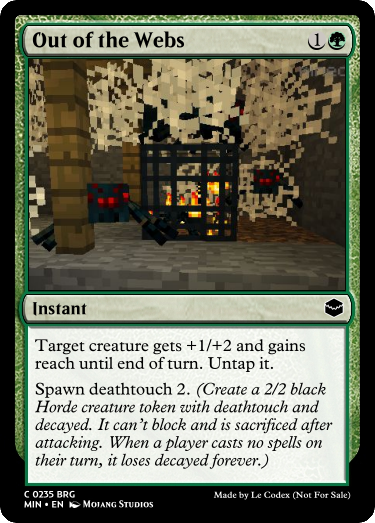 Out of the Webs 1
Instant
Target creature gets +1/+2 and gains
reach until end of turn. Untap it.
Spawn deathtouch 2. (Create a 2/2 black
Horde creature token with deathtouch and
decayed. It can't block and is sacrificed after
attacking. When a player casts no spells on
their turn, it loses decayed forever.)
C 0235 BRG
MIN • EN Mojang Studios
Made by Le Codex (Not For Sale)